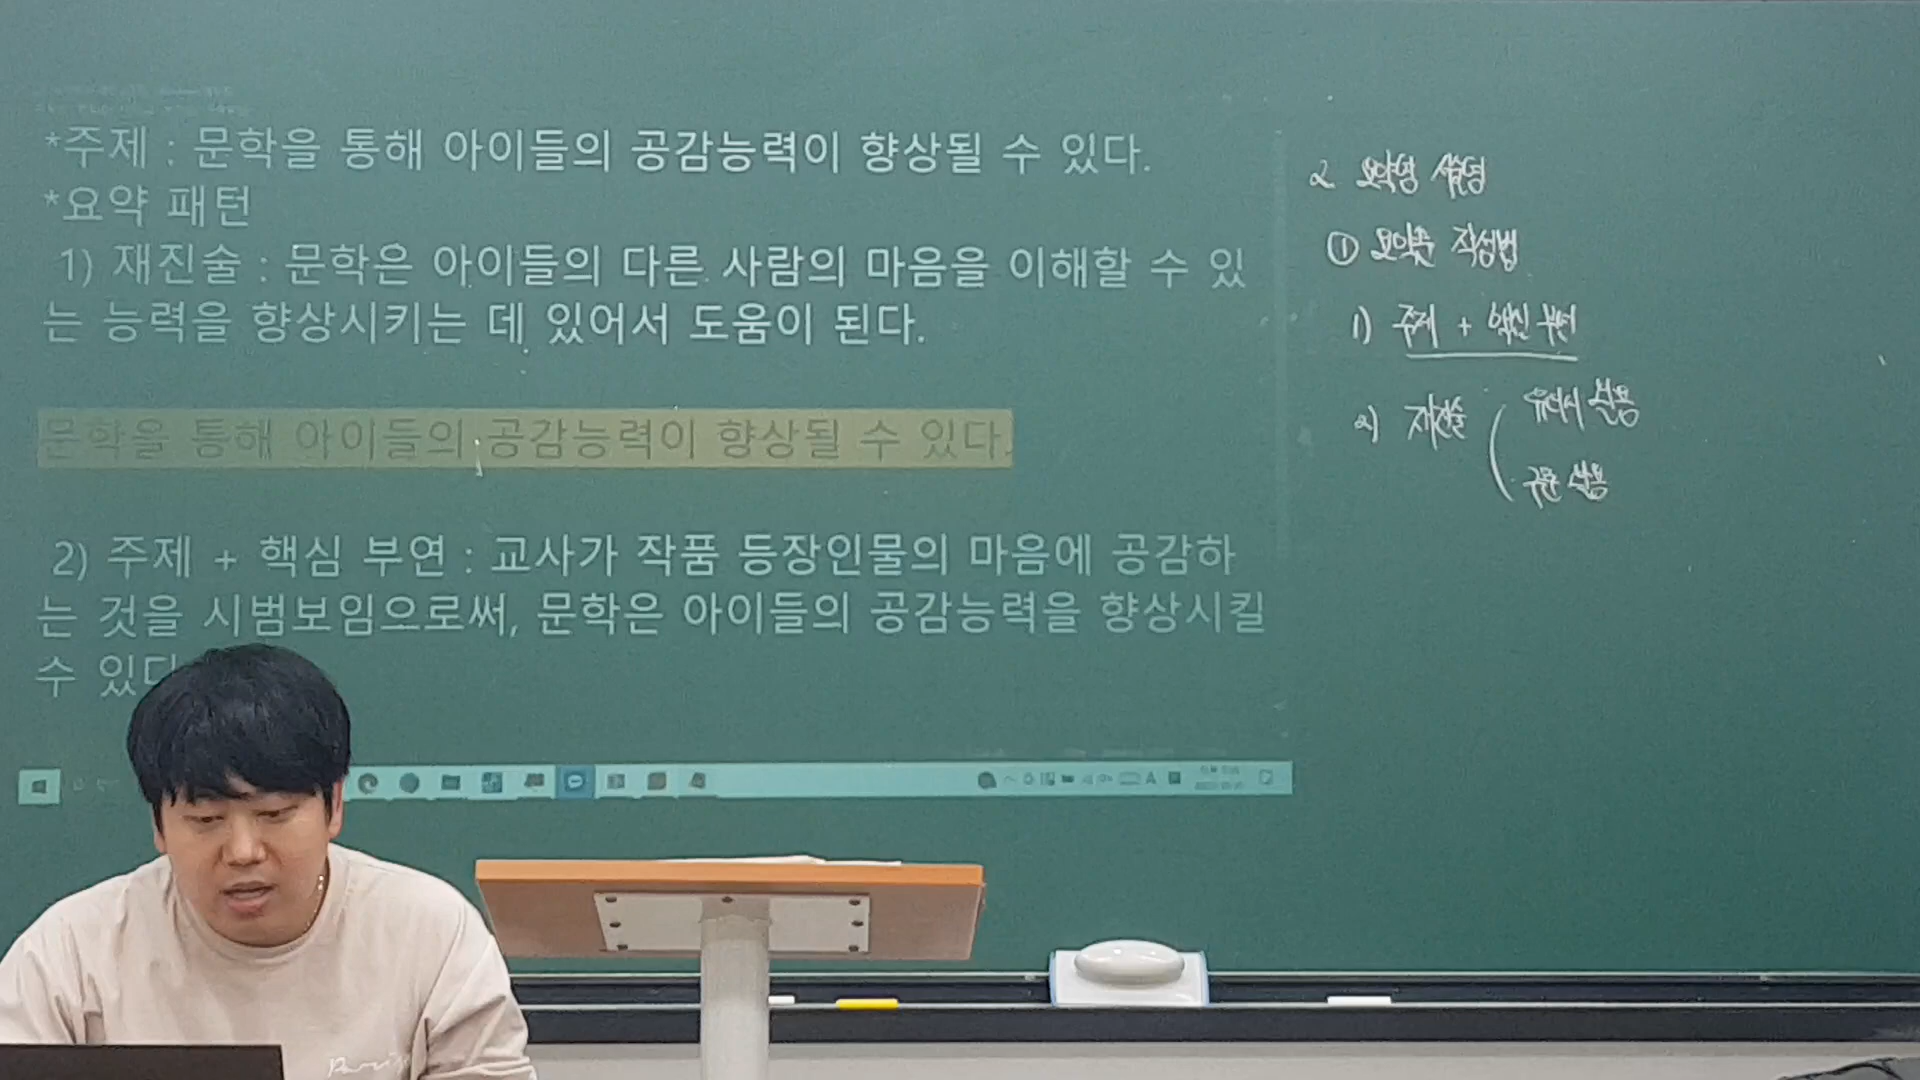 *주제 : 문학을 통해 아이들의 공감능력이 향상될 수 있다.
*요약 패턴
1) 재진술 : 문학은 아이들의 다른 사람의 마음을 이해할 수 있
는 능력을 향상시키는 데 있어서 도움이 된다.
문학을 통해 아이들의 공감능력이 향상될 수 있다.
2) 주제 + 핵심 부연 : 교사가 작품 등장인물의 마음에 공감하
는 것을 시범보임으로써, 문학은 아이들의 공감능력을 향상시킬
수 있다
2 요약형 서술형
① 요약문 작성법
1) 주제 + 핵심 부연
2) 재진술
유의어 활용
구문 활용
A